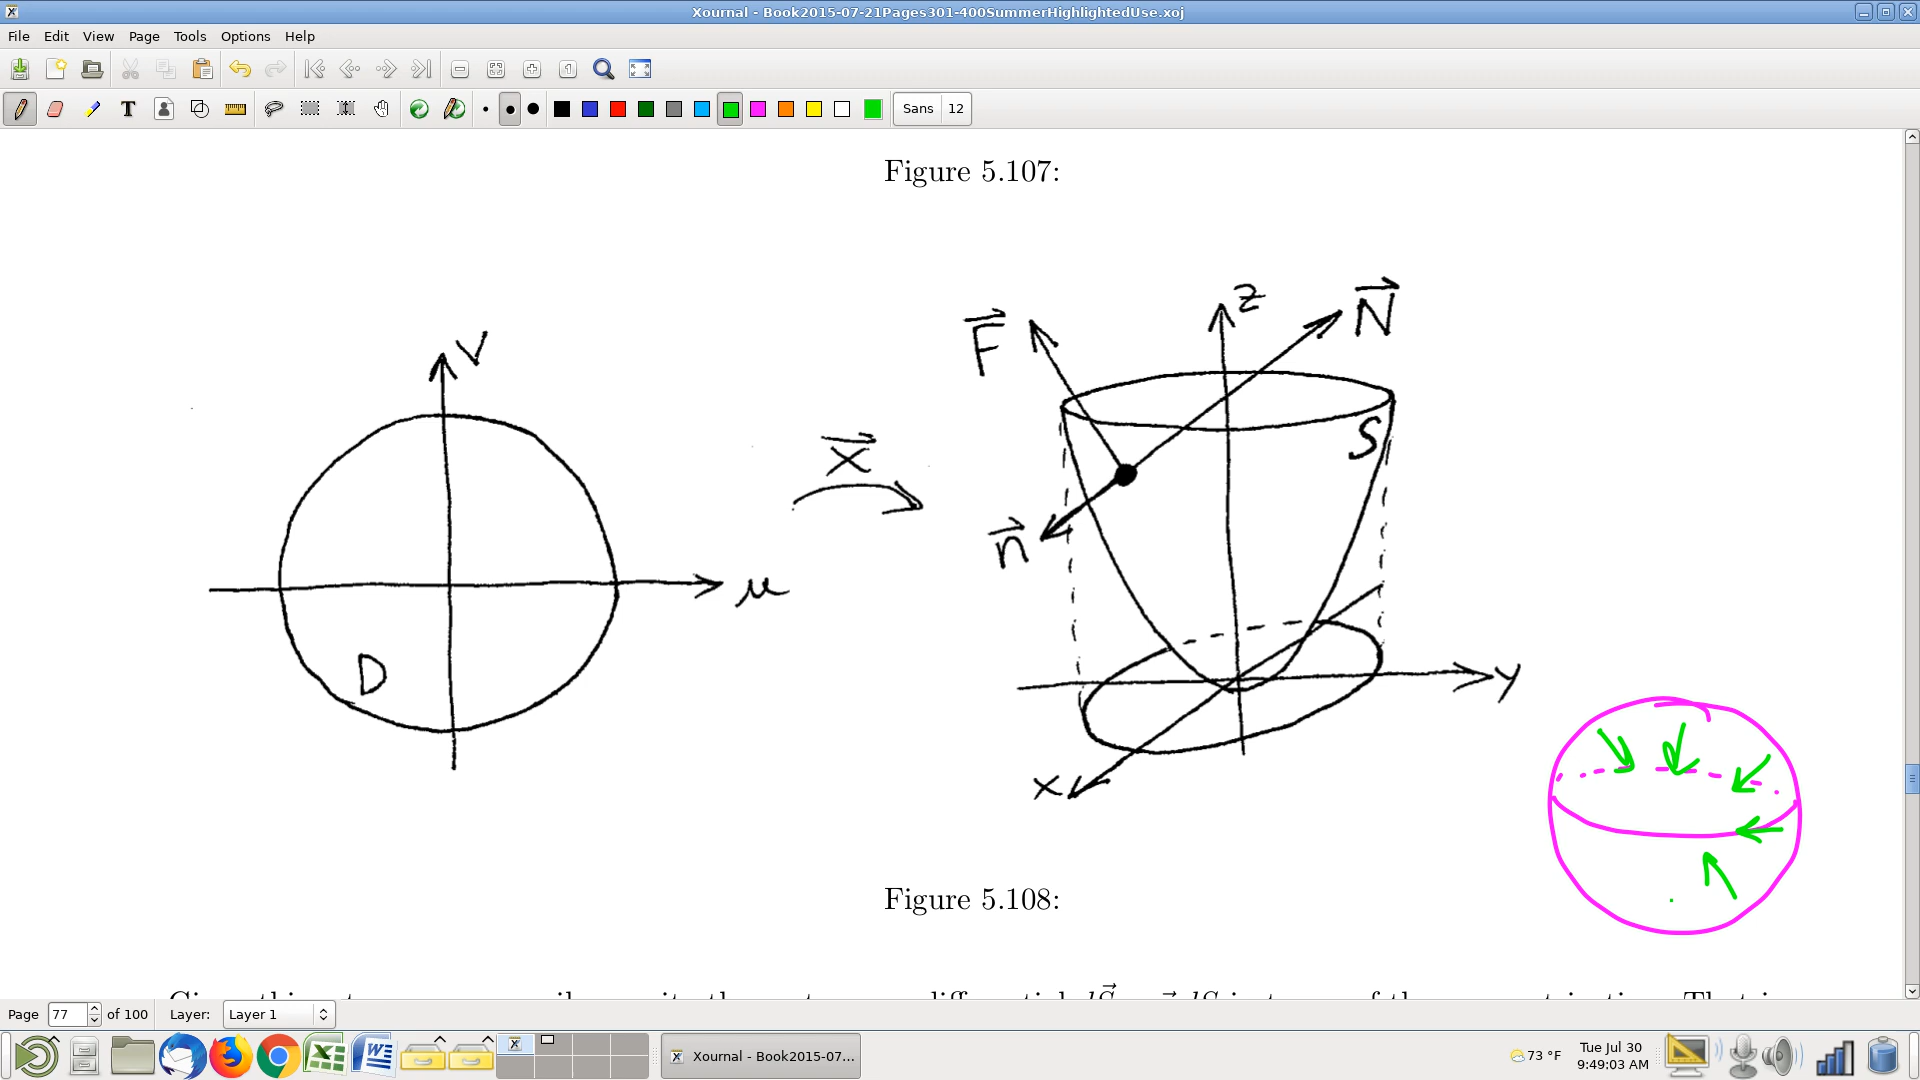 Xournal - Book2015-07-21Pages301-400SummerHighlightedUse.xoj
File Edit View Page Tools Options Help
Sans 12
Figure 5.107:
V
μ
D
X
F
z
N
S
n
y
x
Figure 5.108:
Page 77 of 100 Layer: Layer 1
Xournal - Book2015-07...
73 °F
Tue Jul 30
9:49:03 AM